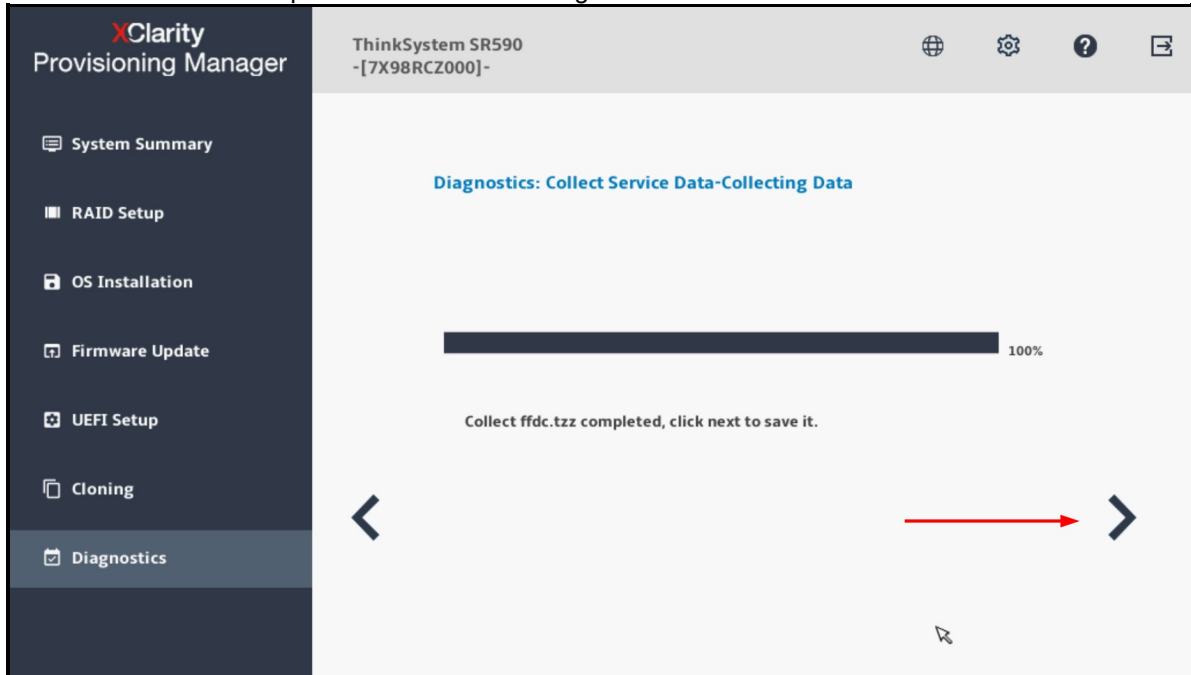 XClarity
Provisioning Manager
ThinkSystem SR590
-[7X98RCZ000]-
System Summary
RAID Setup
OS Installation
Firmware Update
UEFI Setup
Cloning
Diagnostics
Diagnostics: Collect Service Data-Collecting Data
100%
Collect ffdc.tzz completed, click next to save it.